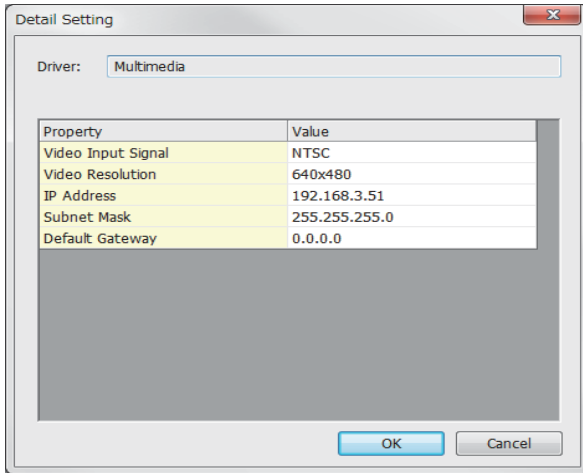 Detail Setting
Driver: Multimedia
Property Value
Video Input Signal NTSC
Video Resolution 640x480
IP Address 192.168.3.51
Subnet Mask 255.255.255.0
Default Gateway 0.0.0.0
OK Cancel